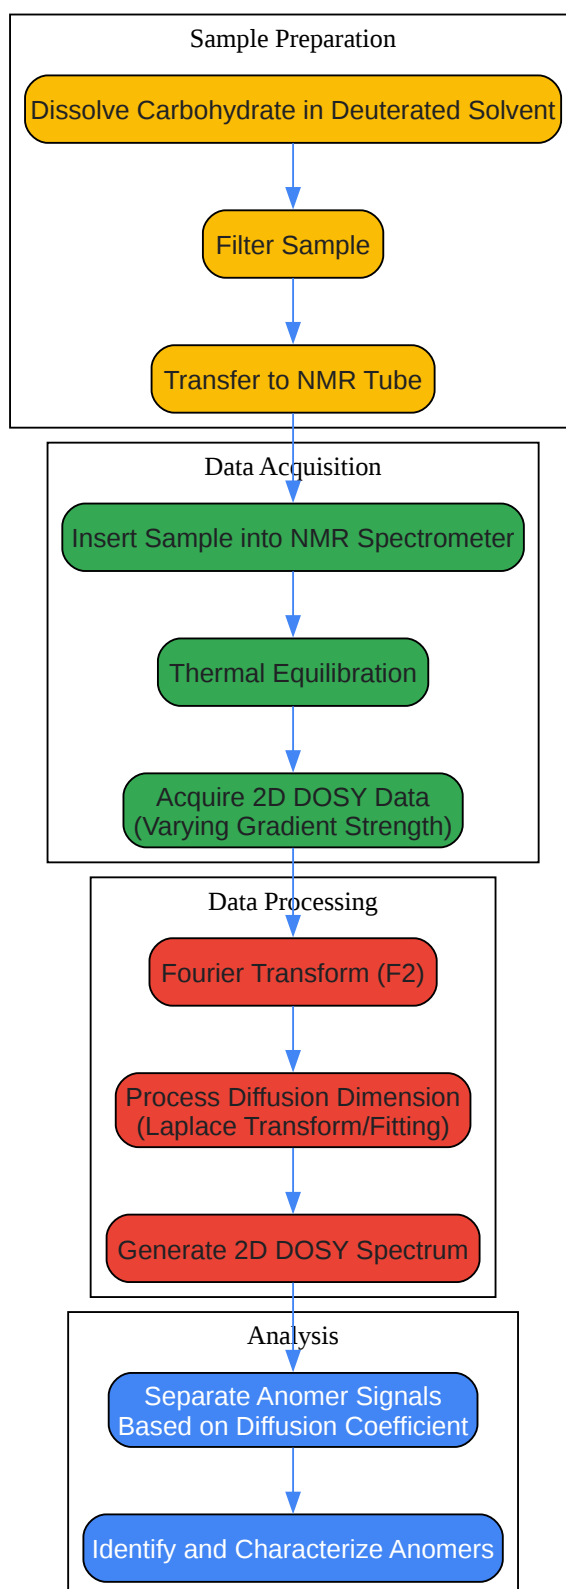 Sample Preparation
Dissolve Carbohydrate in Deuterated Solvent
Filter Sample
Transfer to NMR Tube
Data Acquisition
Insert Sample into NMR Spectrometer
Thermal Equilibration
Acquire 2D DOSY Data
(Varying Gradient Strength)
Data Processing
Fourier Transform (F2)
Process Diffusion Dimension
(Laplace Transform/Fitting)
Generate 2D DOSY Spectrum
Analysis
Separate Anomer Signals
Based on Diffusion Coefficient
Identify and Characterize Anomers